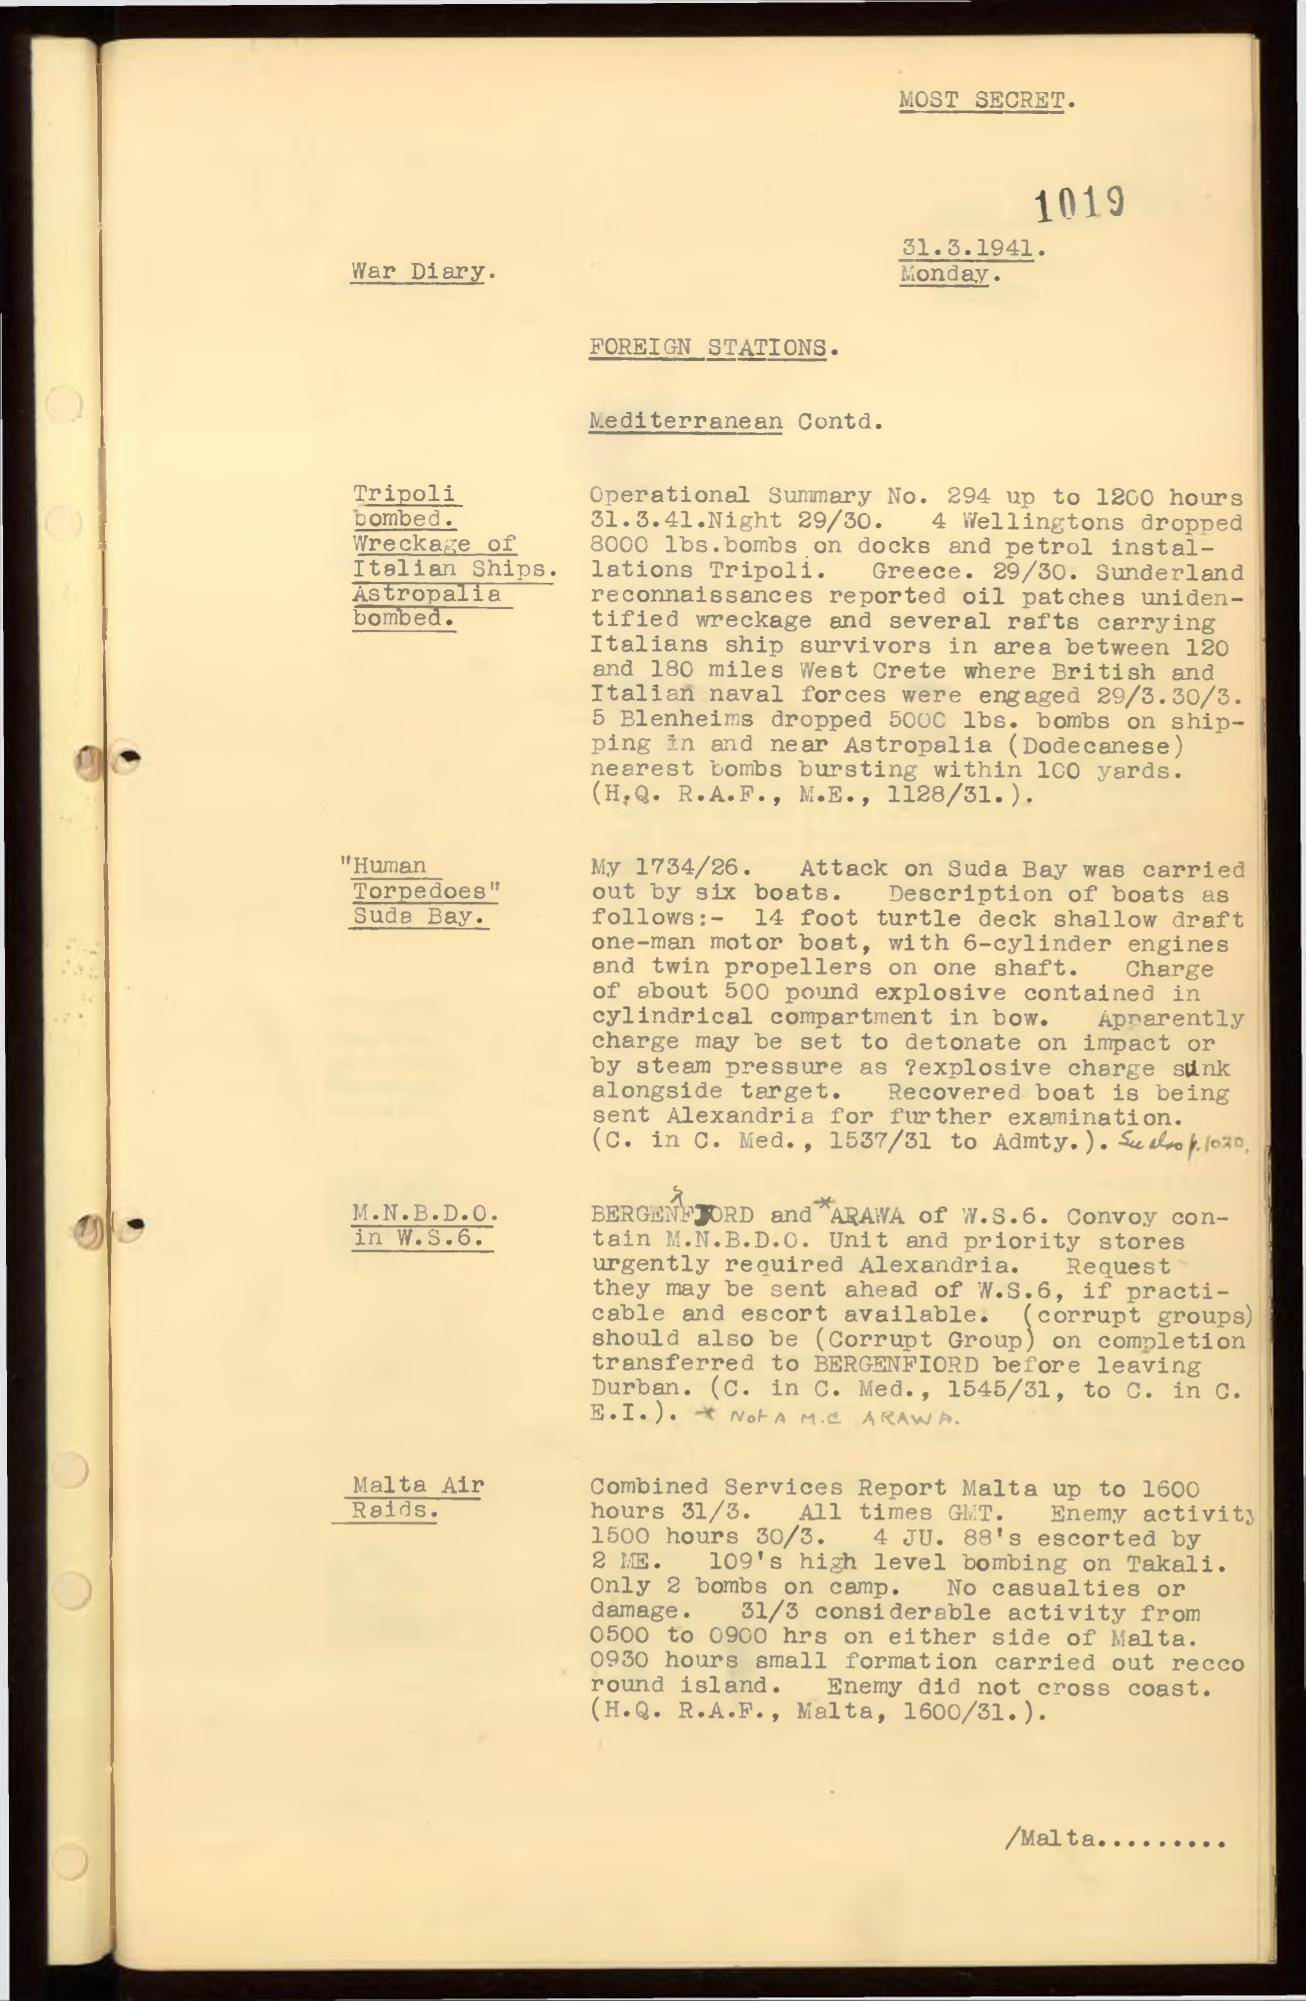 MOST SECRET.
1019
31.3.1941.
War Diary.
Monday.
FOREIGN STATIONS.
Mediterranean Contd.
Tripoli
bombed.
Wreckage of
Italian Ships.
Astropalia
bombed.
Operational Summary No. 294 up to 1200 hours
31.3.41.Night 29/30. 4 Wellingtons dropped
8000 lbs.bombs on docks and petrol instal-
lations Tripoli. Greece. 29/30. Sunderland
reconnaissances reported oil patches uniden-
tified wreckage and several rafts carrying
Italians ship survivors in area between 120
and 180 miles West Crete where British and
Italian naval forces were engaged 29/3.30/3.
5 Blenheims dropped 5000 lbs. bombs on ship-
ping in and near Astropalia (Dodecanese)
nearest bombs bursting within 100 yards.
(H.Q. R.A.F., M.E., 1128/31.).
"Human
Torpedoes"
Suda Bay.
My 1734/26. Attack on Suda Bay was carried
out by six boats. Description of boats as
follows:- 14 foot turtle deck shallow draft
one-man motor boat, with 6-cylinder engines
and twin propellers on one shaft. Charge
of about 500 pound explosive contained in
cylindrical compartment in bow. Apparently
charge may be set to detonate on impact or
by steam pressure as ?explosive charge sunk
alongside target. Recovered boat is being
sent Alexandria for further examination.
(C. in C. Med., 1537/31 to Admty.). See also p.1020.
M.N.B.D.O.
in W.S.6.
BERGENFJORD and *ARAWA of W.S.6. Convoy con-
tain M.N.B.D.O. Unit and priority stores
urgently required Alexandria. Request
they may be sent ahead of W.S.6, if practi-
cable and escort available. (corrupt groups)
should also be (Corrupt Group) on completion
transferred to BERGENFIORD before leaving
Durban. (C. in C. Med., 1545/31, to C. in C.
E.I.). * Not A M.C ARAWA.
Malta Air
Raids.
Combined Services Report Malta up to 1600
hours 31/3. All times GMT. Enemy activity
1500 hours 30/3. 4 JU. 88's escorted by
2 ME. 109's high level bombing on Takali.
Only 2 bombs on camp. No casualties or
damage. 31/3 considerable activity from
0500 to 0900 hrs on either side of Malta.
0930 hours small formation carried out recco
round island. Enemy did not cross coast.
(H.Q. R.A.F., Malta, 1600/31.).
/Malta.........